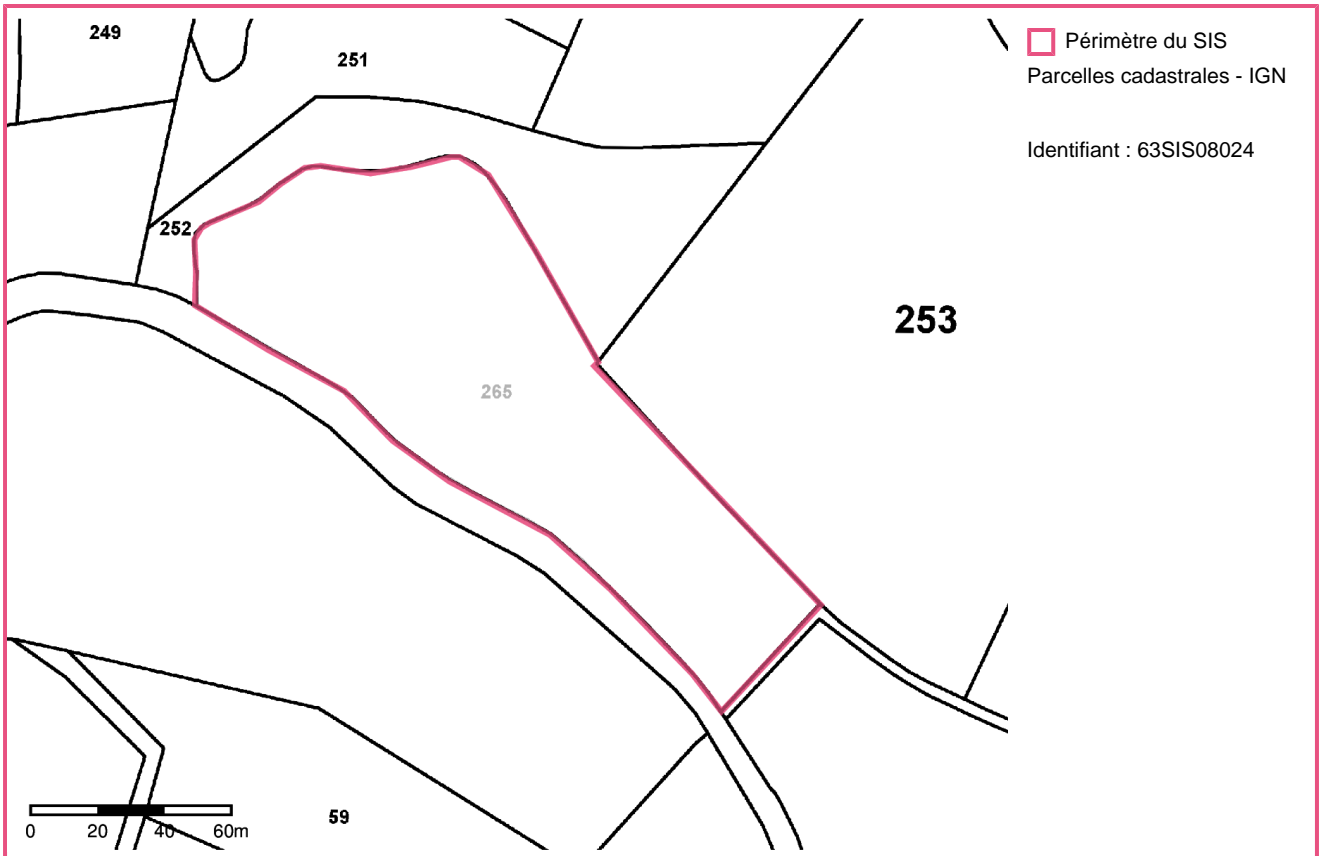 249
251
252
253
265
59
0 20 40 60m
Périmètre du SIS
Parcelles cadastrales - IGN
Identifiant : 63SIS08024